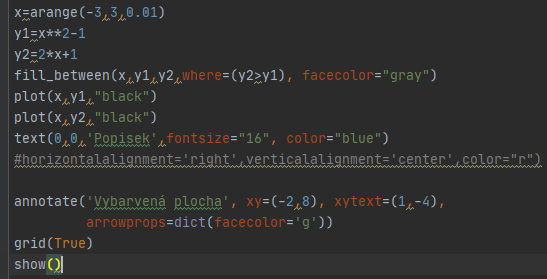 x=arange(-3,3,0.01)
y1=x**2-1
y2=2*x+1
fill_between(x,y1,y2,where=(y2>y1), facecolor="gray")
plot(x,y1,"black")
plot(x,y2,"black")
text(0,0,'Popisek',fontsize="16", color="blue")
#horizontalalignment='right',verticalalignment='center',color="r")
annotate('Vybarvená plocha', xy=(-2,8), xytext=(1,-4),
arrowprops=dict(facecolor='g'))
grid(True)
show()